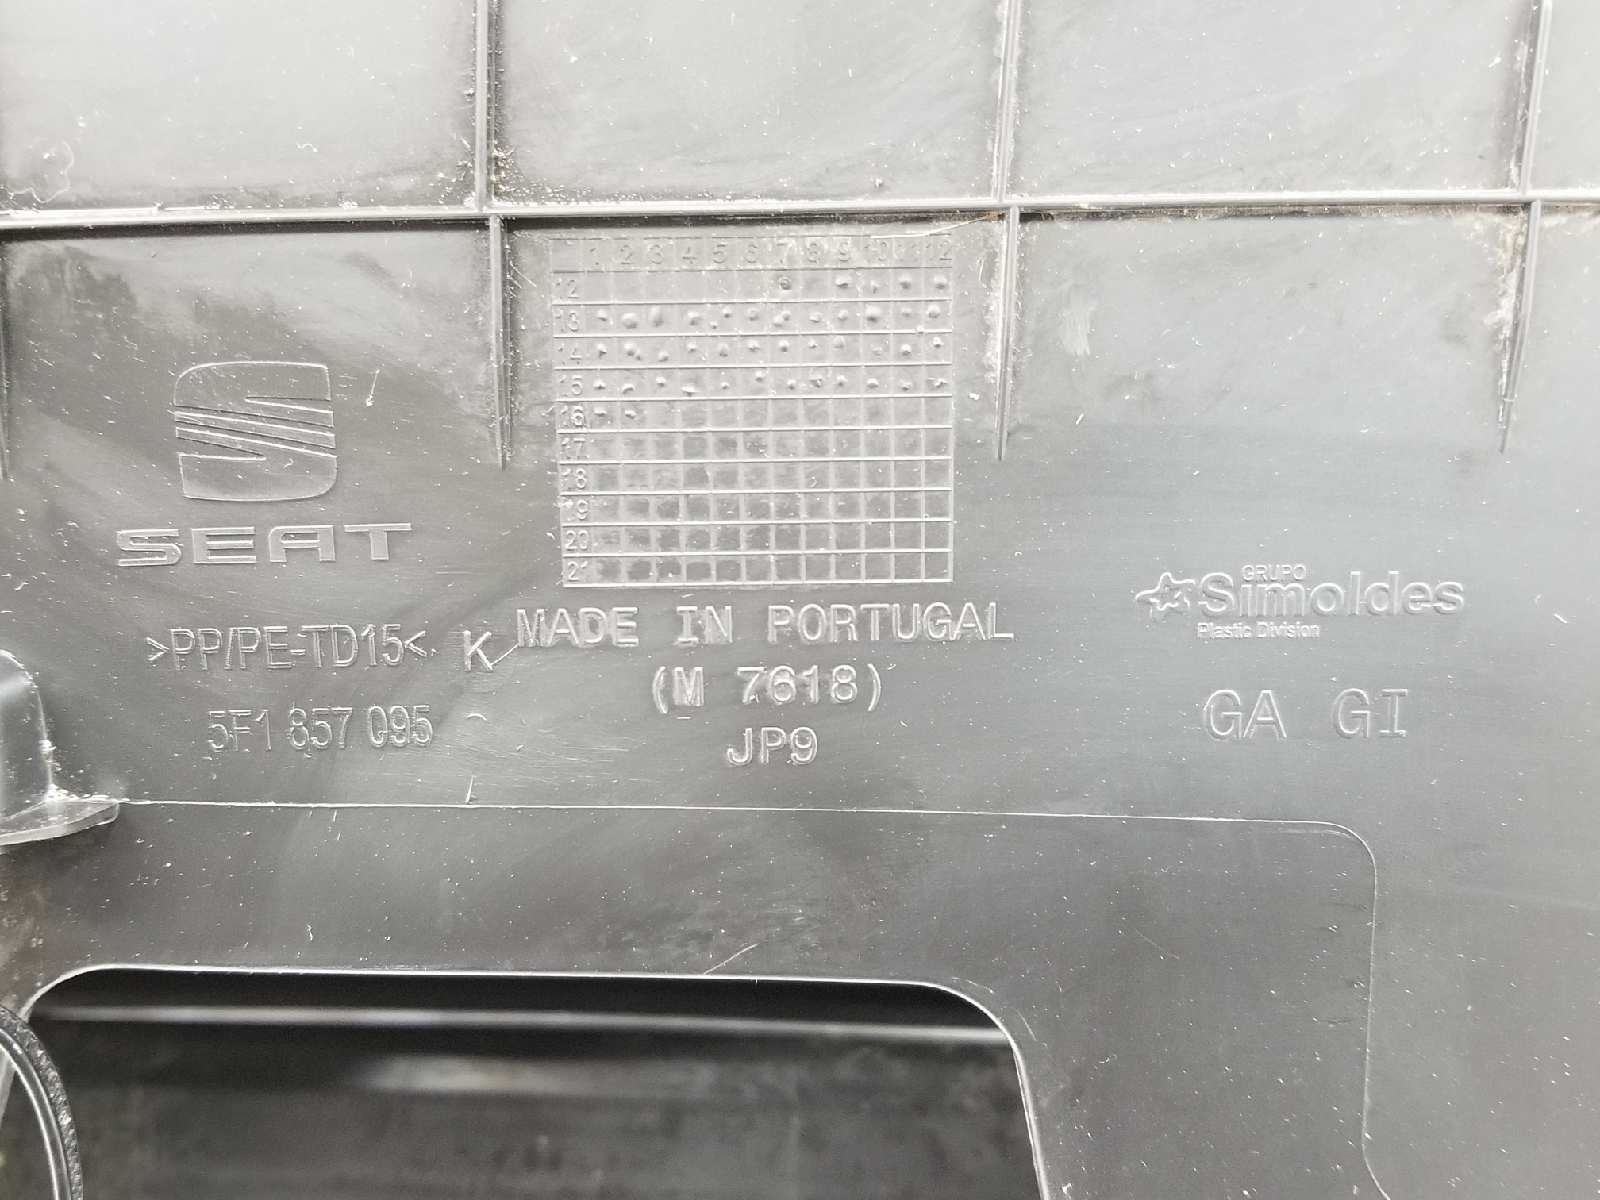 1 2 3 4 5 6 7 8 9 10 11 12
12
13
14
15
16
17
18
19
20
21
SEAT
>PP/PE-TD15<
K
5F1 857 095
MADE IN PORTUGAL
(M 7618)
JP9
GRUPO
Simoldes
Plastic Division
GA GI